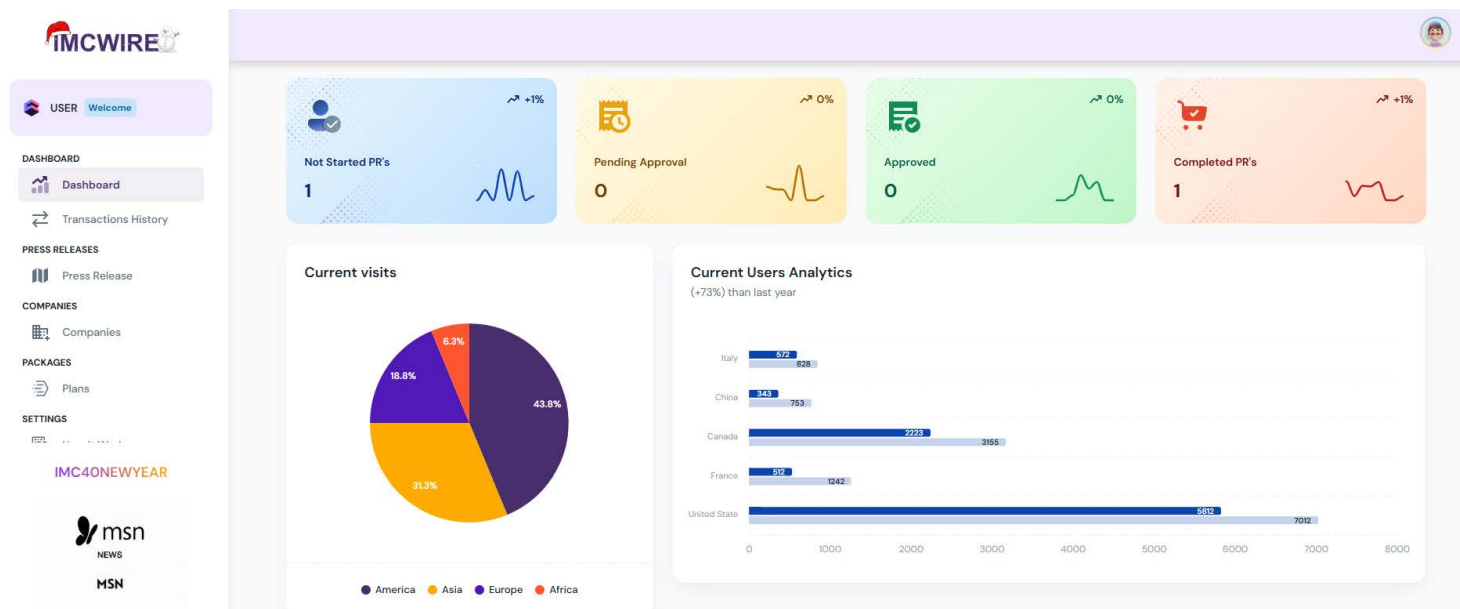 IMCWIRE
USER Welcome
DASHBOARD
Dashboard
Transactions History
PRESS RELEASES
Press Release
COMPANIES
Companies
PACKAGES
Plans
SETTINGS
IMC40NEWYEAR
msn
NEWS
MSN
+1%
Not Started PR's
1
0%
Pending Approval
0
0%
Approved
0
+1%
Completed PR's
1
Current visits
6.3%
18.8%
43.8%
31.3%
America Asia Europe Africa
Current Users Analytics
(+73%) than last year
Italy 572
828
China 343
753
Canada 2223
3155
France 512
1242
United State 5812
7012
0 1000 2000 3000 4000 5000 6000 7000 8000